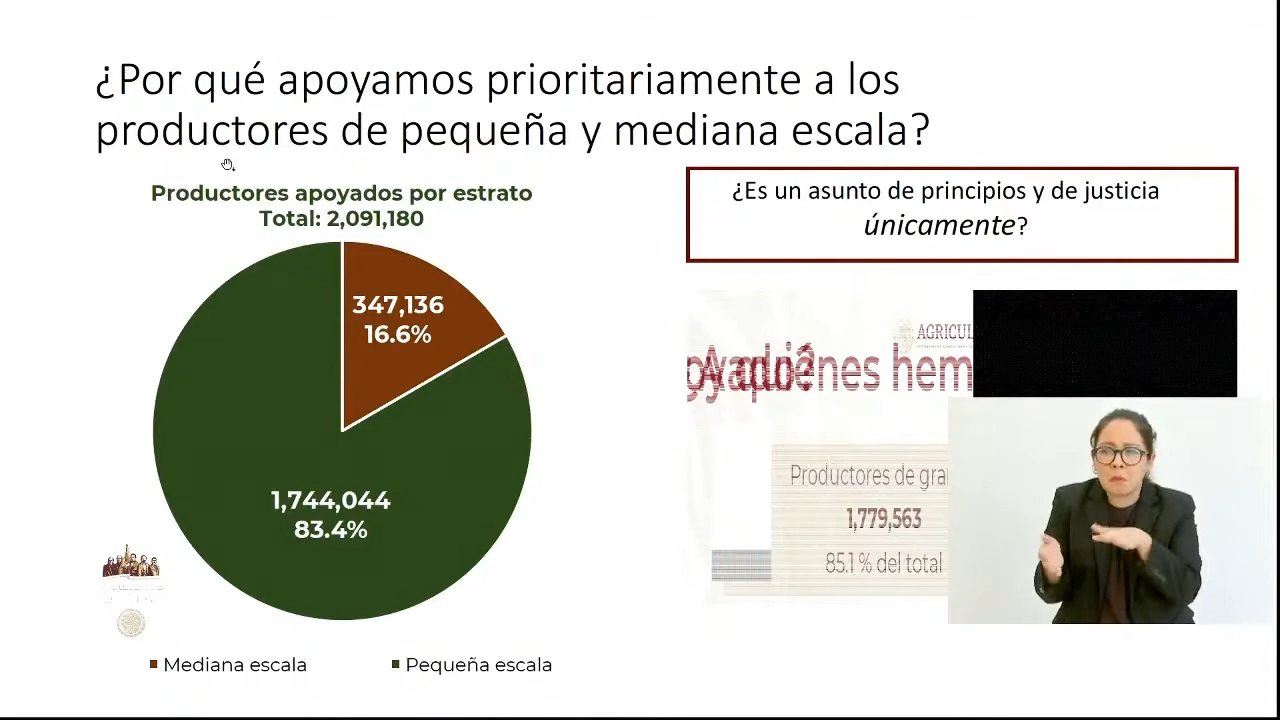 ¿Por qué apoyamos prioritariamente a los
productores de pequeña y mediana escala?
Productores apoyados por estrato
Total: 2,091,180
347,136
16.6%
1,744,044
83.4%
Mediana escala
Pequeña escala
¿Es un asunto de principios y de justicia
únicamente?
AGRICUL
hem
Productores de gra
1,779,563
85.1 % del total